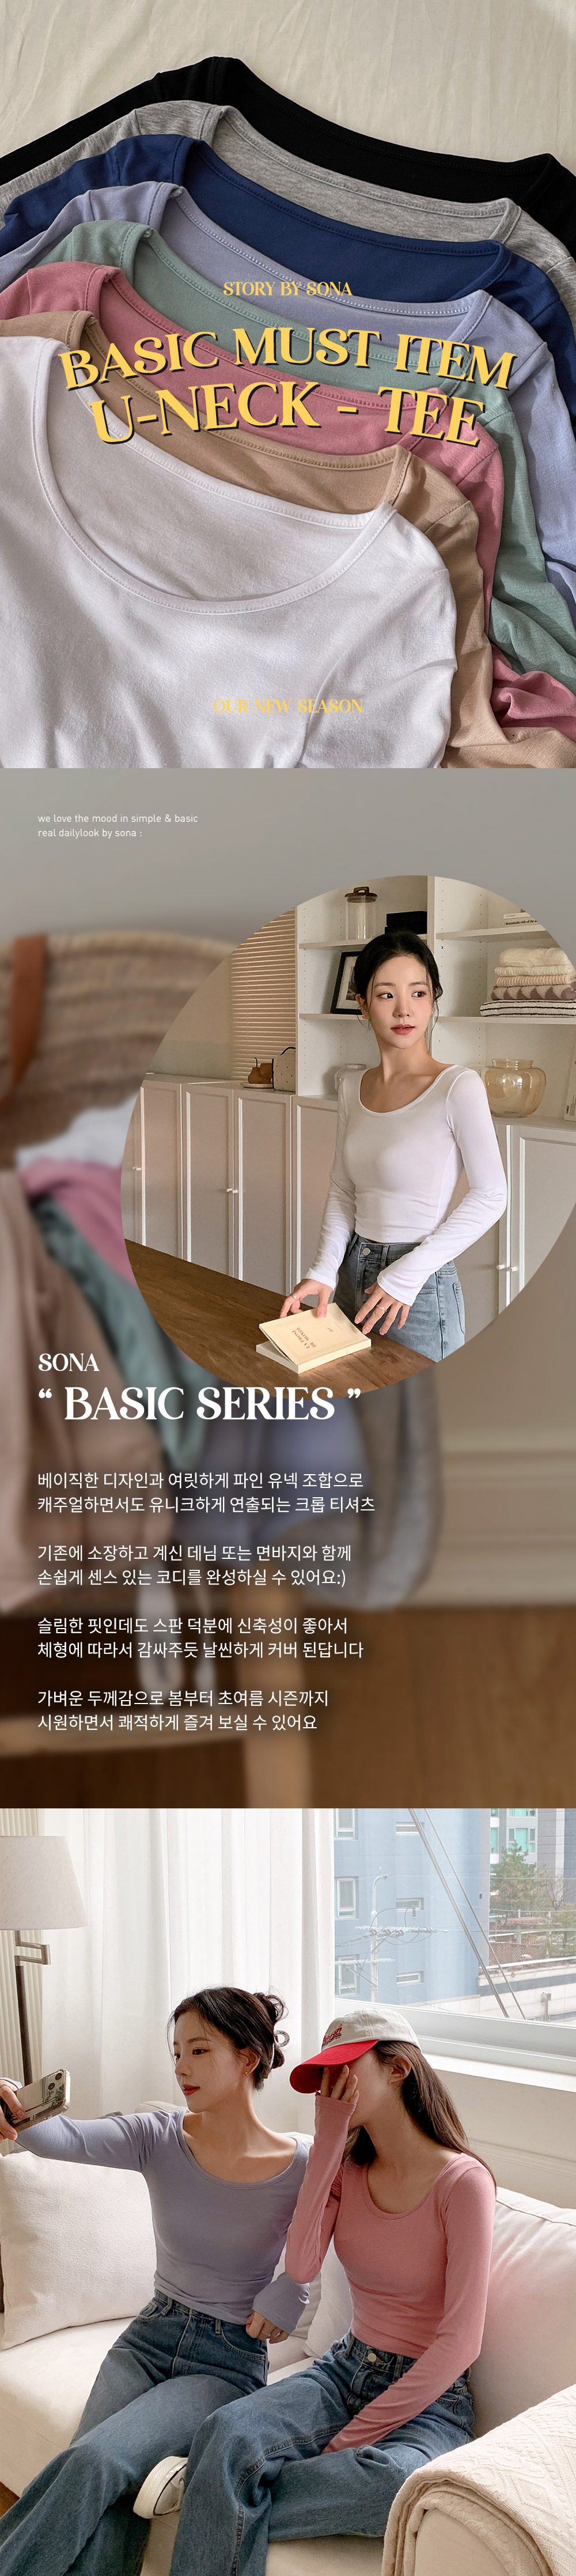 STORY BY SONA
BASIC MUST ITEM
U-NECK - TEE
OUR NEW SEASON
we love the mood in simple & basic
real dailylook by sona :
SONA
“ BASIC SERIES ”
베이직한 디자인과 여릿하게 파인 유넥 조합으로
캐주얼하면서도 유니크하게 연출되는 크롭 티셔츠
기존에 소장하고 계신 데님 또는 면바지와 함께
손쉽게 센스 있는 코디를 완성하실 수 있어요:)
슬림한 핏인데도 스판 덕분에 신축성이 좋아서
체형에 따라서 감싸주듯 날씬하게 커버 된답니다
가벼운 두께감으로 봄부터 초여름 시즌까지
시원하면서 쾌적하게 즐겨 보실 수 있어요